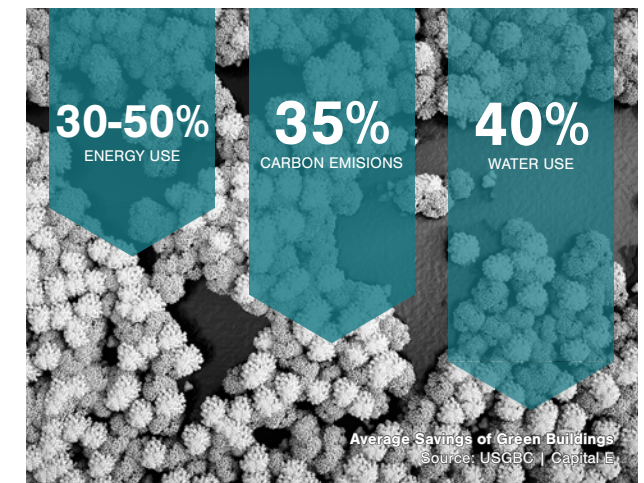 30-50%
ENERGY USE
35%
CARBON EMISIONS
40%
WATER USE
Average Savings of Green Buildings
Source: USGBC | Capital E